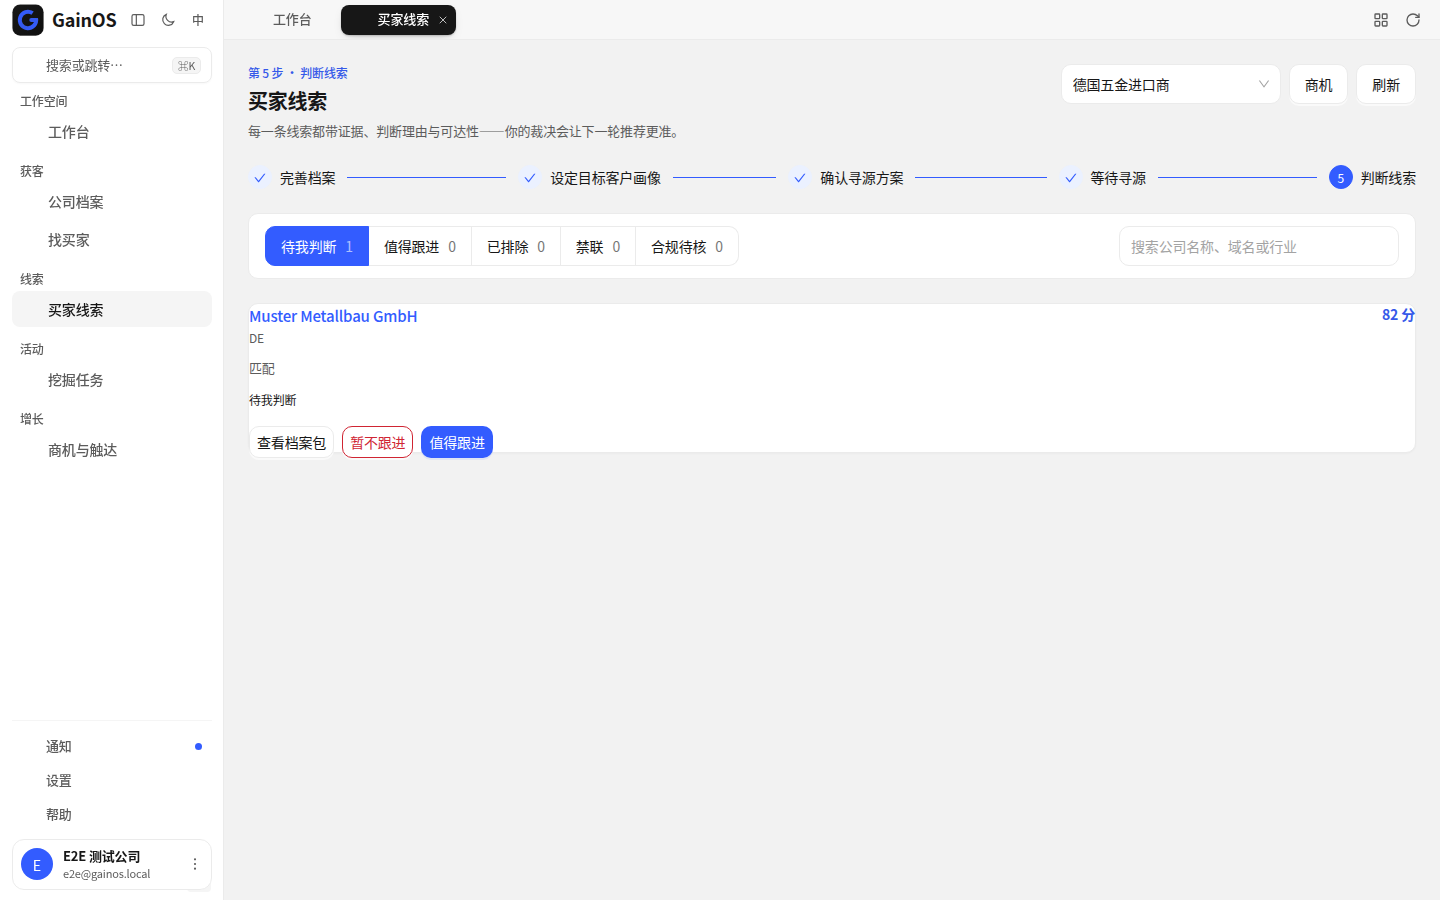 GainOS
中
搜索或跳转…
⌘K
工作空间
工作台
获客
公司档案
找买家
线索
买家线索
活动
挖掘任务
增长
商机与触达
通知
设置
帮助
E
E2E 测试公司
e2e@gainos.local
工作台
买家线索
第 5 步 · 判断线索
买家线索
每一条线索都带证据、判断理由与可达性——你的裁决会让下一轮推荐更准。
德国五金进口商
商机
刷新
完善档案
设定目标客户画像
确认寻源方案
等待寻源
5 判断线索
待我判断 1
值得跟进 0
已排除 0
禁联 0
合规待核 0
搜索公司名称、域名或行业
Muster Metallbau GmbH
82 分
DE
匹配
待我判断
查看档案包
暂不跟进
值得跟进